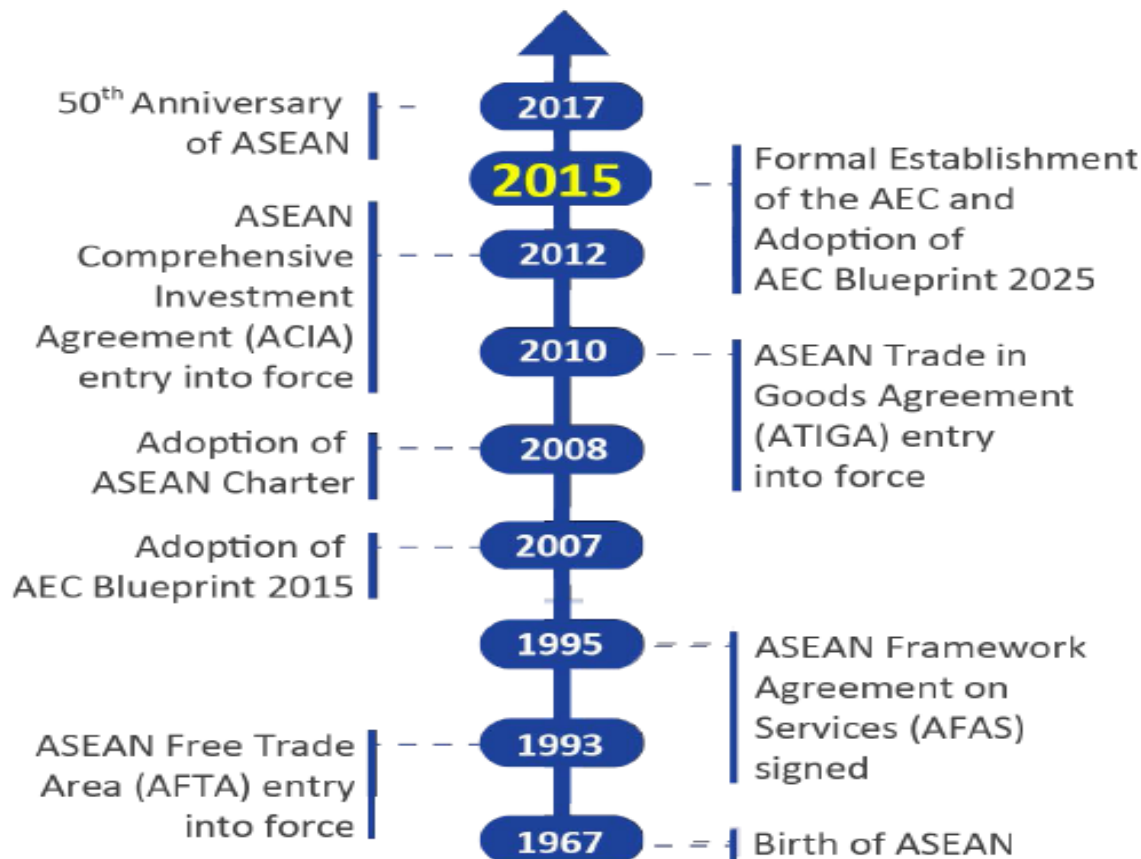 2017
50th Anniversary
of ASEAN
2015
Formal Establishment
of the AEC and
Adoption of
AEC Blueprint 2025
2012
ASEAN
Comprehensive
Investment
Agreement (ACIA)
entry into force
2010
ASEAN Trade in
Goods Agreement
(ATIGA) entry
into force
2008
Adoption of
ASEAN Charter
2007
Adoption of
AEC Blueprint 2015
1995
ASEAN Framework
Agreement on
Services (AFAS)
signed
1993
ASEAN Free Trade
Area (AFTA) entry
into force
1967
Birth of ASEAN